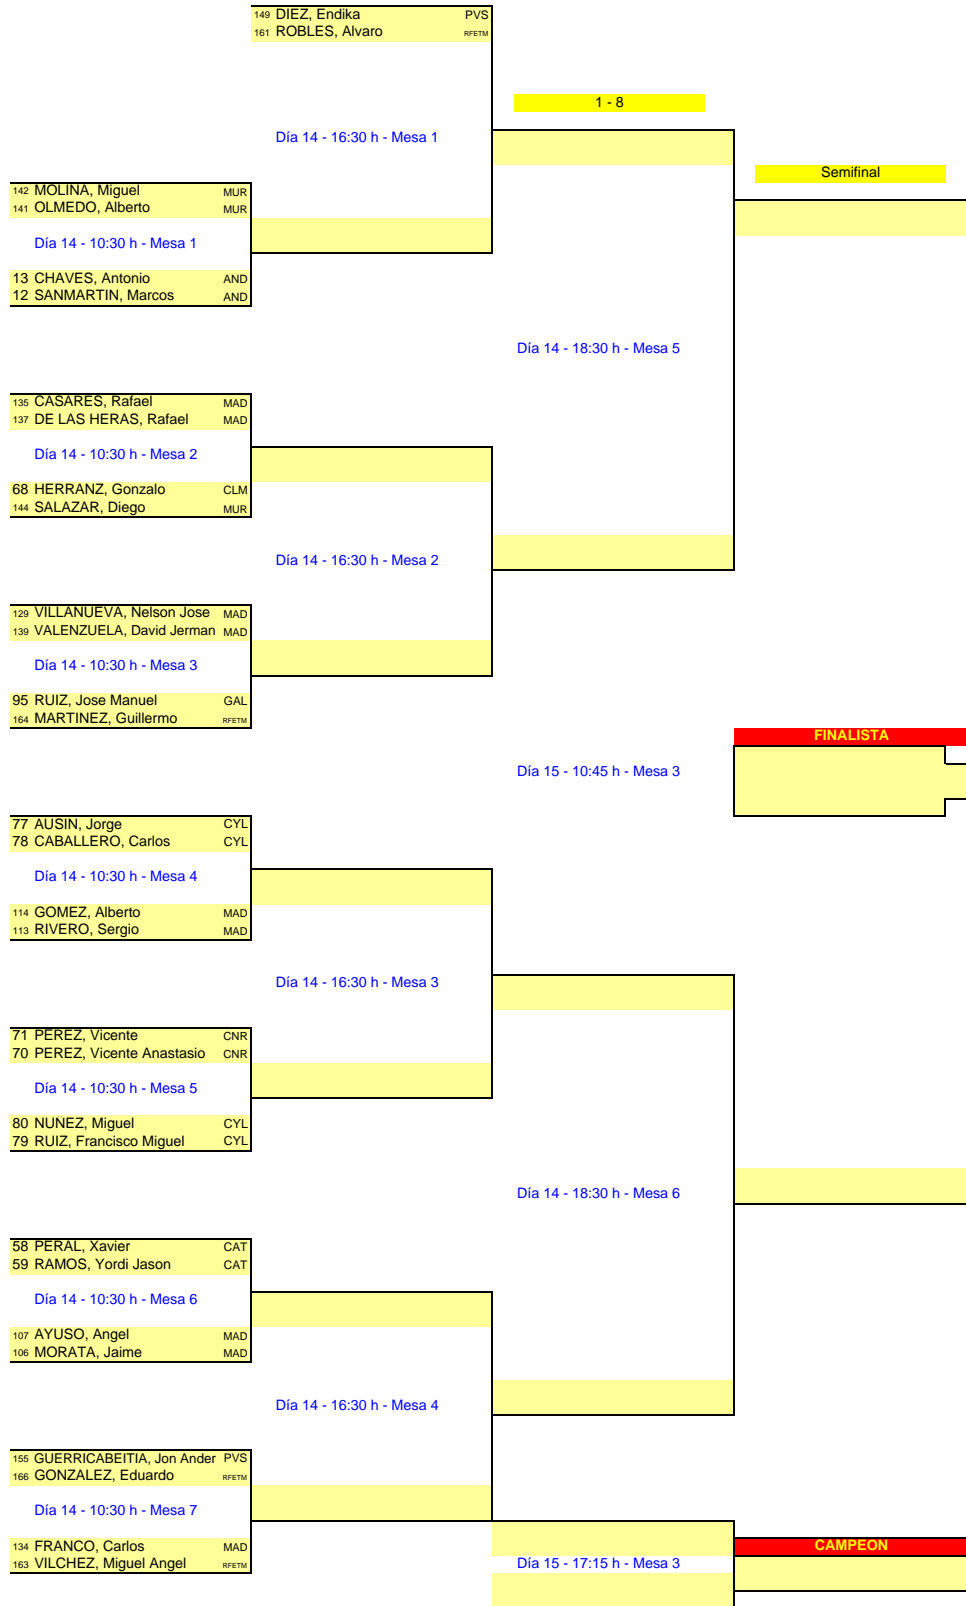 149 DIEZ, Endika PVS
161 ROBLES, Alvaro RFETM
1 - 8
Día 14 - 16:30 h - Mesa 1
Semifinal
142 MOLINA, Miguel MUR
141 OLMEDO, Alberto MUR
Día 14 - 10:30 h - Mesa 1
13 CHAVES, Antonio AND
12 SANMARTIN, Marcos AND
Día 14 - 18:30 h - Mesa 5
135 CASARES, Rafael MAD
137 DE LAS HERAS, Rafael MAD
Día 14 - 10:30 h - Mesa 2
68 HERRANZ, Gonzalo CLM
144 SALAZAR, Diego MUR
Día 14 - 16:30 h - Mesa 2
129 VILLANUEVA, Nelson Jose MAD
139 VALENZUELA, David Jerman MAD
Día 14 - 10:30 h - Mesa 3
95 RUIZ, Jose Manuel GAL
164 MARTINEZ, Guillermo RFETM
FINALISTA
Día 15 - 10:45 h - Mesa 3
77 AUSIN, Jorge CYL
78 CABALLERO, Carlos CYL
Día 14 - 10:30 h - Mesa 4
114 GOMEZ, Alberto MAD
113 RIVERO, Sergio MAD
Día 14 - 16:30 h - Mesa 3
71 PEREZ, Vicente CNR
70 PEREZ, Vicente Anastasio CNR
Día 14 - 10:30 h - Mesa 5
80 NUÑEZ, Miguel CYL
79 RUIZ, Francisco Miguel CYL
Día 14 - 18:30 h - Mesa 6
58 PERAL, Xavier CAT
59 RAMOS, Yordi Jason CAT
Día 14 - 10:30 h - Mesa 6
107 AYUSO, Angel MAD
106 MORATA, Jaime MAD
Día 14 - 16:30 h - Mesa 4
155 GUERRICABEITIA, Jon Ander PVS
166 GONZALEZ, Eduardo RFETM
Día 14 - 10:30 h - Mesa 7
134 FRANCO, Carlos MAD
163 VILCHEZ, Miguel Angel RFETM
CAMPEON
Día 15 - 17:15 h - Mesa 3